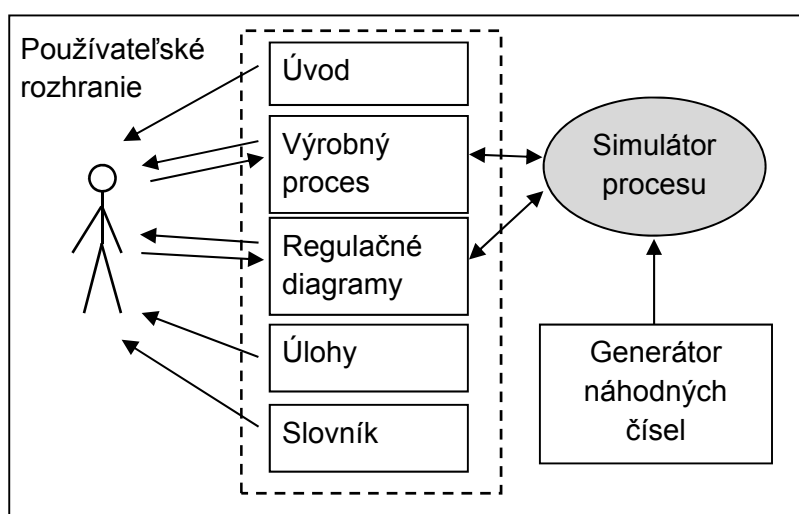 Používateľské
rozhranie
Úvod
Výrobný
proces
Regulačné
diagramy
Úlohy
Slovník
Simulátor
procesu
Generátor
náhodných
čísel